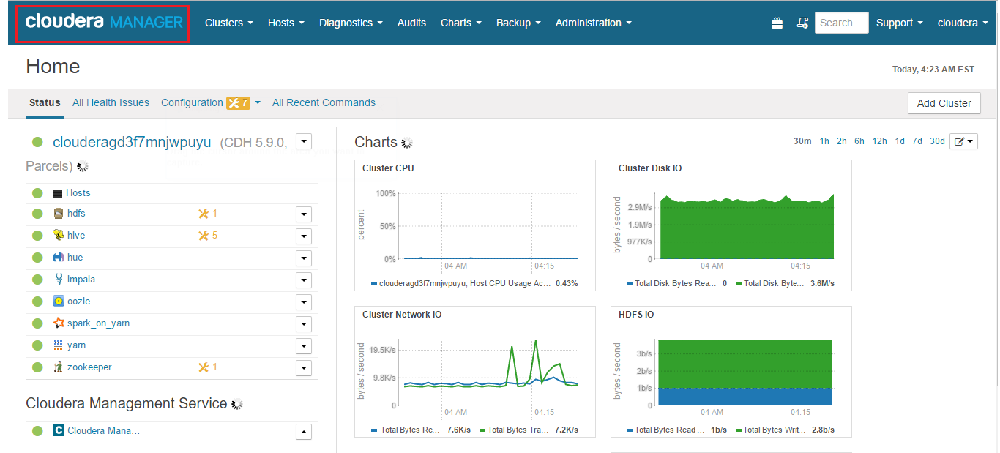 cloudera MANAGER Clusters Hosts Diagnostics Audits Charts Backup Administration Search Support cloudera
Home
Today, 4:23 AM EST
Status All Health Issues Configuration 7 All Recent Commands Add Cluster
clouderagd3f7mnjwpuyu (CDH 5.9.0,
Parcels)
Hosts
hdfs 1
hive 5
hue
impala
oozie
spark_on_yarn
yarn
zookeeper 1
Cloudera Management Service
C Cloudera Mana…
Charts 30m 1h 2h 6h 12h 1d 7d 30d
Cluster CPU
percent
100%
50%
0%
04 AM 04:15
clouderagd3f7mnjwpuyu, Host CPU Usage Ac… 0.43%
Cluster Disk IO
bytes / second
2.9M/s
1.9M/s
977K/s
0
04 AM 04:15
Total Disk Bytes Rea… 0 Total Disk Byte… 3.6M/s
Cluster Network IO
bytes / second
19.5K/s
9.8K/s
0
04 AM 04:15
Total Bytes Re… 7.6K/s Total Bytes Tra… 7.2K/s
HDFS IO
bytes / second
3b/s
2b/s
1b/s
0
04 AM 04:15
Total Bytes Read … 1b/s Total Bytes Writ… 2.8b/s